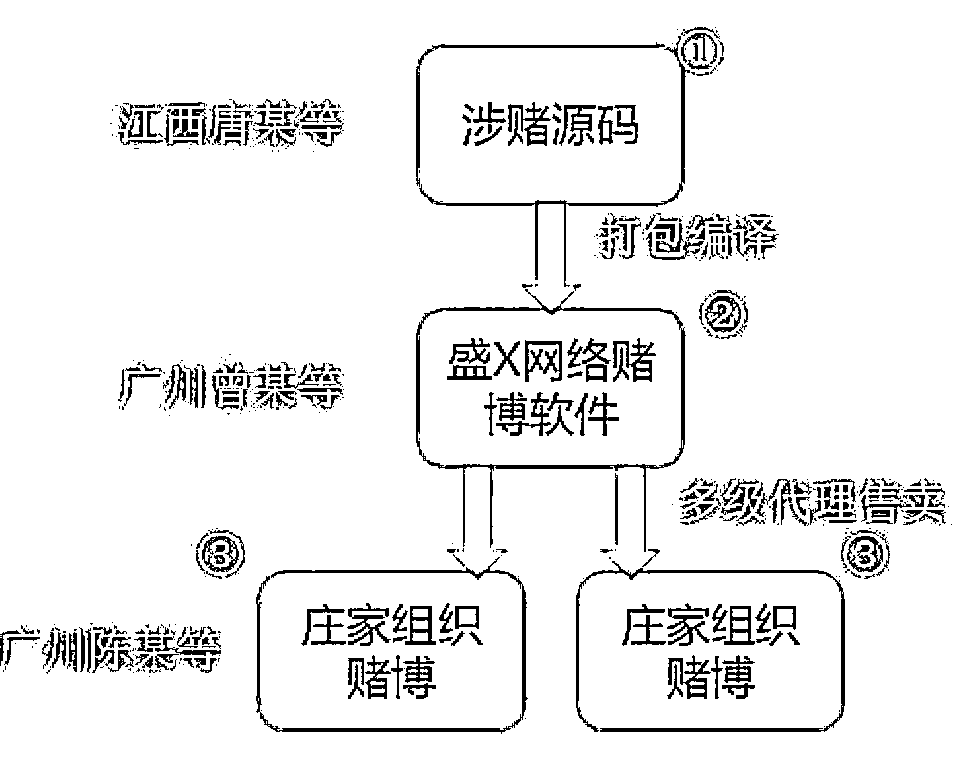 ①
江西唐某等
涉赌源码
打包编译
②
广州曾某等
盛X网络赌
博软件
多级代理售卖
③
③
广州陈某等
庄家组织
赌博
庄家组织
赌博